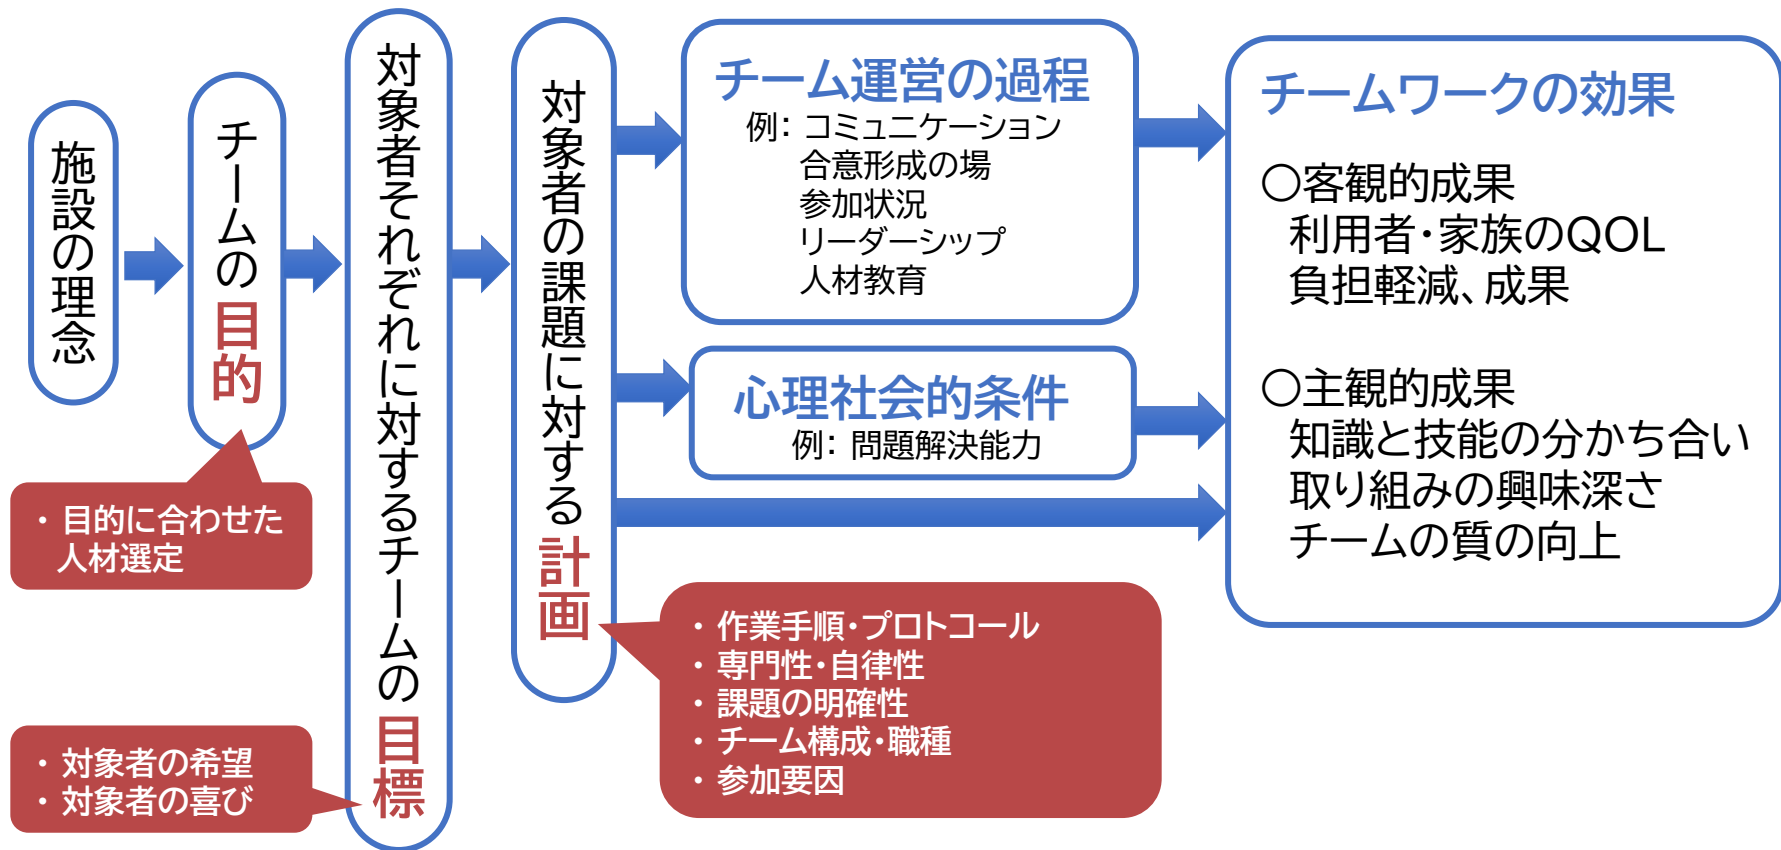 施設の理念
チームの目的
・ 目的に合わせた
人材選定
対象者それぞれに対するチームの目標
・ 対象者の希望
・ 対象者の喜び
対象者の課題に対する計画
・ 作業手順・プロトコール
・ 専門性・自律性
・ 課題の明確性
・ チーム構成・職種
・ 参加要因
チーム運営の過程
例： コミュニケーション
合意形成の場
参加状況
リーダーシップ
人材教育
心理社会的条件
例： 問題解決能力
チームワークの効果
〇客観的成果
利用者・家族のQOL
負担軽減、成果
〇主観的成果
知識と技能の分かち合い
取り組みの興味深さ
チームの質の向上